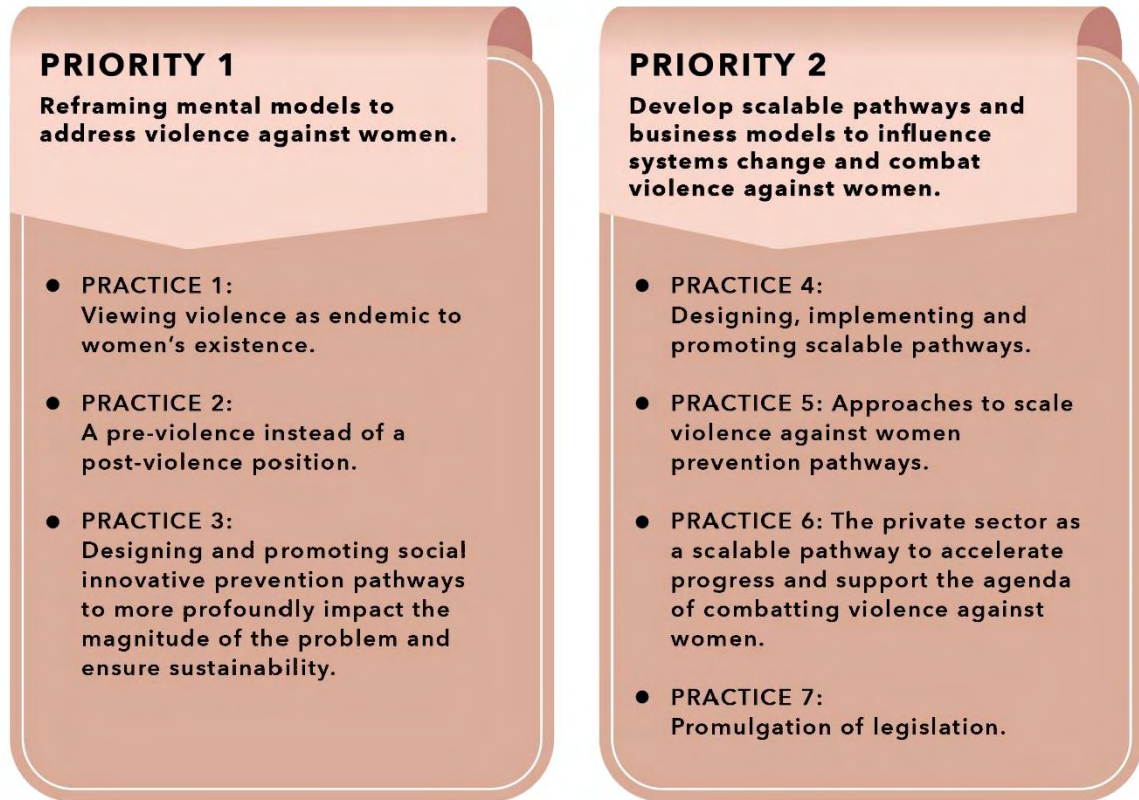 PRIORITY 1
Reframing mental models to
address violence against women.
● PRACTICE 1:
Viewing violence as endemic to
women's existence.
● PRACTICE 2:
A pre-violence instead of a
post-violence position.
● PRACTICE 3:
Designing and promoting social
innovative prevention pathways
to more profoundly impact the
magnitude of the problem and
ensure sustainability.
PRIORITY 2
Develop scalable pathways and
business models to influence
systems change and combat
violence against women.
● PRACTICE 4:
Designing, implementing and
promoting scalable pathways.
● PRACTICE 5: Approaches to scale
violence against women
prevention pathways.
● PRACTICE 6: The private sector as
a scalable pathway to accelerate
progress and support the agenda
of combatting violence against
women.
● PRACTICE 7:
Promulgation of legislation.